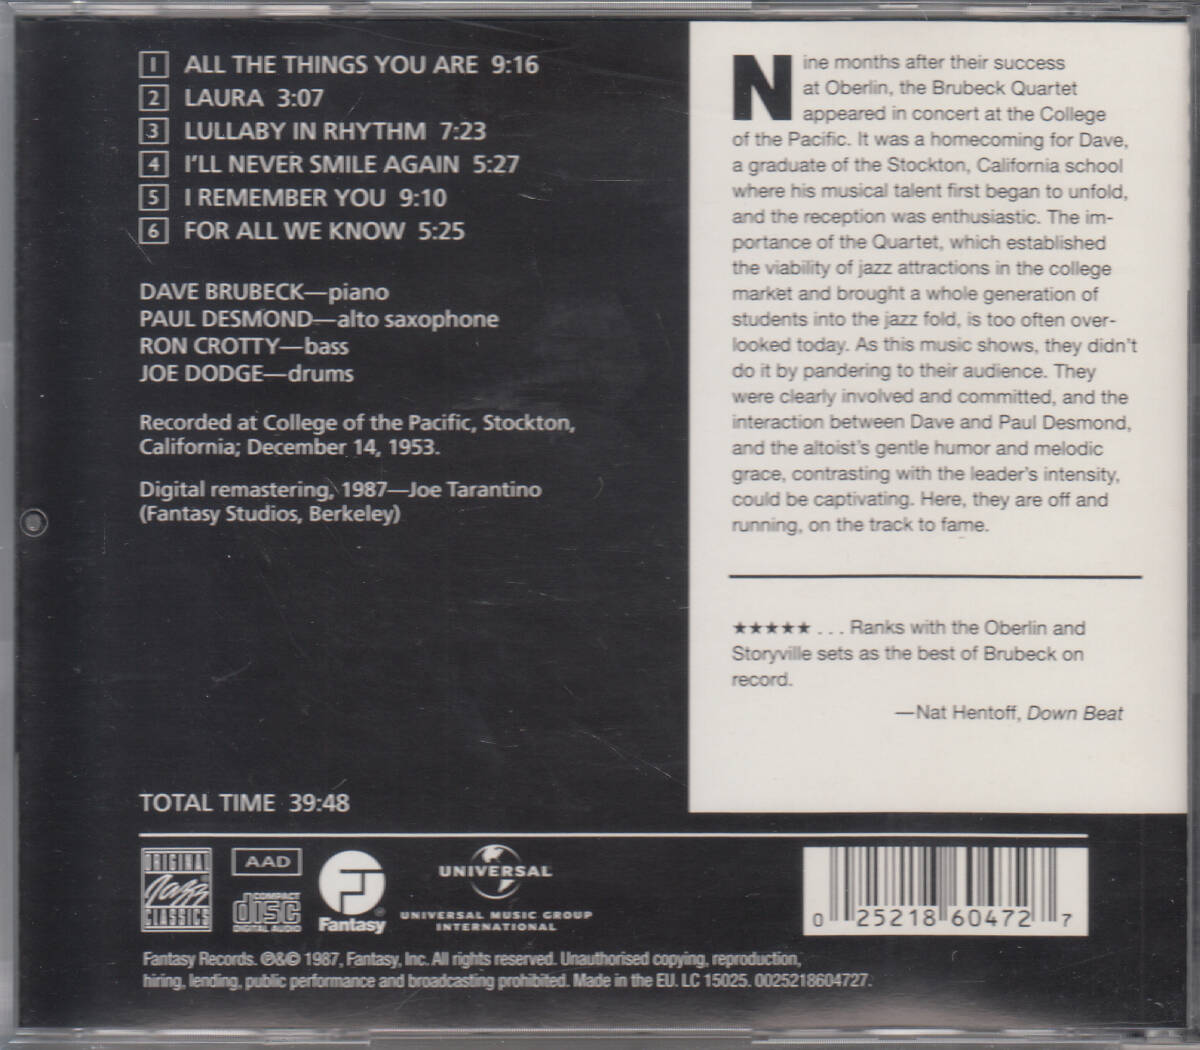 1 ALL THE THINGS YOU ARE 9:16
2 LAURA 3:07
3 LULLABY IN RHYTHM 7:23
4 I'LL NEVER SMILE AGAIN 5:27
5 I REMEMBER YOU 9:10
6 FOR ALL WE KNOW 5:25
DAVE BRUBECK—piano
PAUL DESMOND—alto saxophone
RON CROTTY—bass
JOE DODGE—drums
Recorded at College of the Pacific, Stockton,
California; December 14, 1953.
Digital remastering, 1987—Joe Tarantino
(Fantasy Studios, Berkeley)
TOTAL TIME 39:48
Nine months after their success
at Oberlin, the Brubeck Quartet
appeared in concert at the College
of the Pacific. It was a homecoming for Dave,
a graduate of the Stockton, California school
where his musical talent first began to unfold,
and the reception was enthusiastic. The im-
portance of the Quartet, which established
the viability of jazz attractions in the college
market and brought a whole generation of
students into the jazz fold, is too often over-
looked today. As this music shows, they didn't
do it by pandering to their audience. They
were clearly involved and committed, and the
interaction between Dave and Paul Desmond,
and the altoist's gentle humor and melodic
grace, contrasting with the leader's intensity,
could be captivating. Here, they are off and
running, on the track to fame.
★★★★★ . . . Ranks with the Oberlin and
Storyville sets as the best of Brubeck on
record.
—Nat Hentoff, Down Beat
ORIGINAL
Jazz
CLASSICS
AAD
COMPACT
disc
DIGITAL AUDIO
Fantasy
UNIVERSAL
UNIVERSAL MUSIC GROUP
INTERNATIONAL
0 25218 60472 7
Fantasy Records. ℗&© 1987, Fantasy, Inc. All rights reserved. Unauthorised copying, reproduction,
hiring, lending, public performance and broadcasting prohibited. Made in the EU. LC 15025. 0025218604727.